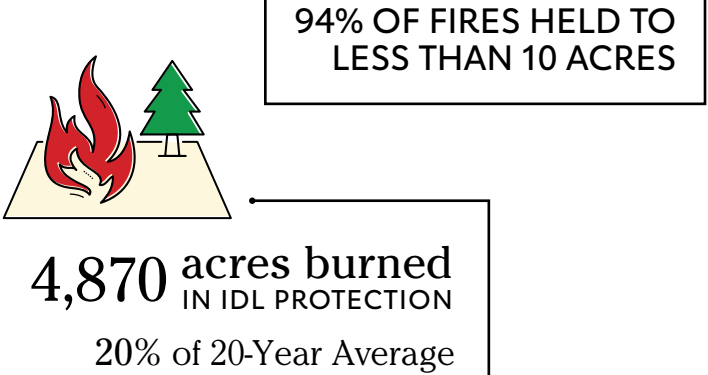 94% OF FIRES HELD TO
LESS THAN 10 ACRES
4,870 acres burned
IN IDL PROTECTION
20% of 20-Year Average